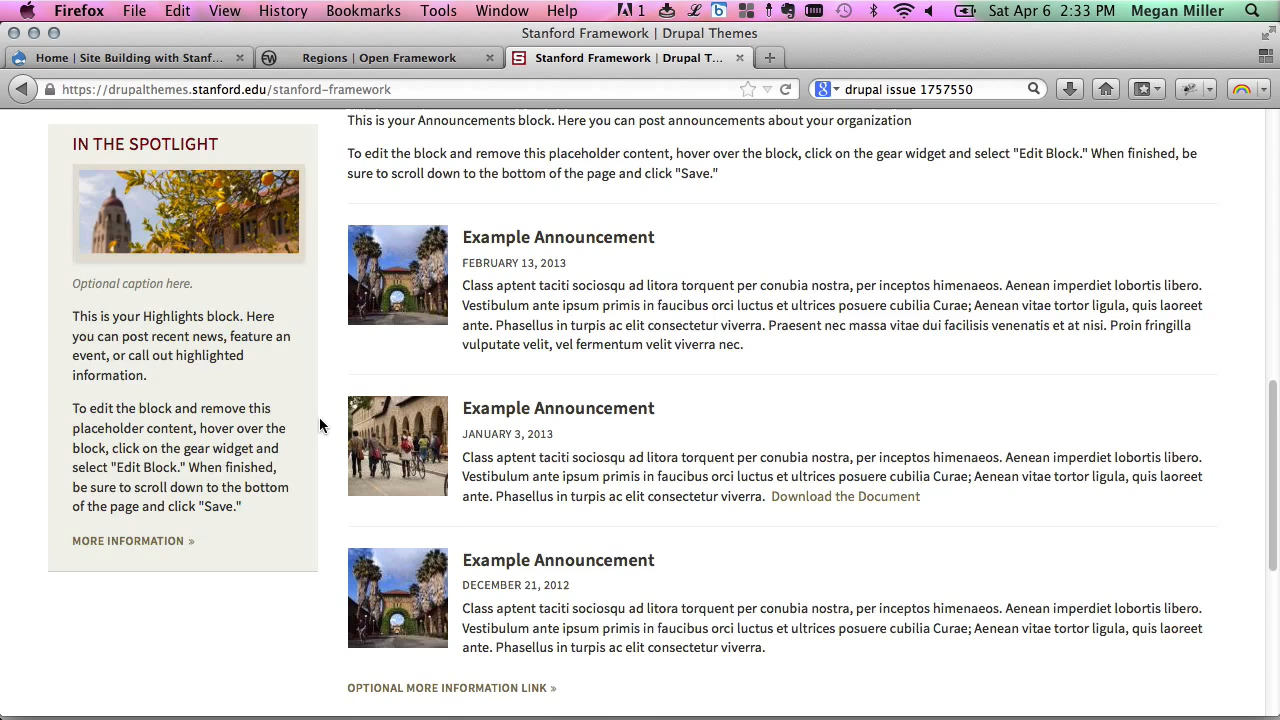 Firefox File Edit View History Bookmarks Tools Window Help
1
Sat Apr 6 2:33 PM Megan Miller
Stanford Framework | Drupal Themes
Home | Site Building with Stanf...
Regions | Open Framework
Stanford Framework | Drupal T...
https://drupalthemes.stanford.edu/stanford-framework
drupal issue 1757550
IN THE SPOTLIGHT
Optional caption here.
This is your Highlights block. Here
you can post recent news, feature an
event, or call out highlighted
information.
To edit the block and remove this
placeholder content, hover over the
block, click on the gear widget and
select "Edit Block." When finished,
be sure to scroll down to the bottom
of the page and click "Save."
MORE INFORMATION »
This is your Announcements block. Here you can post announcements about your organization
To edit the block and remove this placeholder content, hover over the block, click on the gear widget and select "Edit Block." When finished, be
sure to scroll down to the bottom of the page and click "Save."
Example Announcement
FEBRUARY 13, 2013
Class aptent taciti sociosqu ad litora torquent per conubia nostra, per inceptos himenaeos. Aenean imperdiet lobortis libero.
Vestibulum ante ipsum primis in faucibus orci luctus et ultrices posuere cubilia Curae; Aenean vitae tortor ligula, quis laoreet
ante. Phasellus in turpis ac elit consectetur viverra. Praesent nec massa vitae dui facilisis venenatis et at nisi. Proin fringilla
vulputate velit, vel fermentum velit viverra nec.
Example Announcement
JANUARY 3, 2013
Class aptent taciti sociosqu ad litora torquent per conubia nostra, per inceptos himenaeos. Aenean imperdiet lobortis libero.
Vestibulum ante ipsum primis in faucibus orci luctus et ultrices posuere cubilia Curae; Aenean vitae tortor ligula, quis laoreet
ante. Phasellus in turpis ac elit consectetur viverra. Download the Document
Example Announcement
DECEMBER 21, 2012
Class aptent taciti sociosqu ad litora torquent per conubia nostra, per inceptos himenaeos. Aenean imperdiet lobortis libero.
Vestibulum ante ipsum primis in faucibus orci luctus et ultrices posuere cubilia Curae; Aenean vitae tortor ligula, quis laoreet
ante. Phasellus in turpis ac elit consectetur viverra.
OPTIONAL MORE INFORMATION LINK »